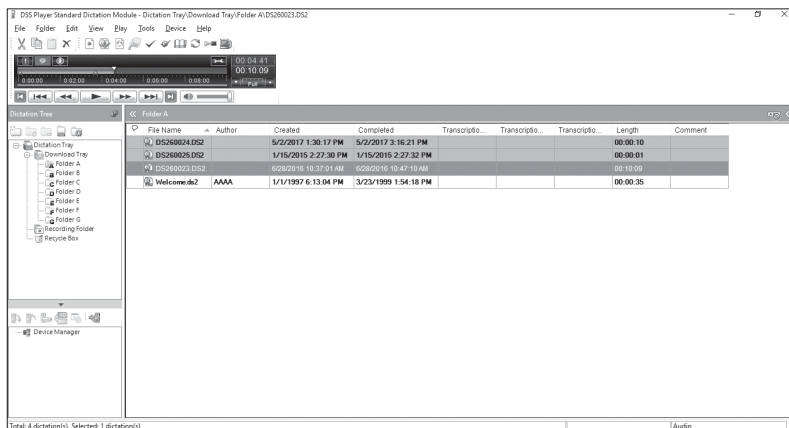 DSS Player Standard Dictation Module - Dictation Tray\Download Tray\Folder A\DS260023.DS2
File Folder Edit View Play Tools Device Help
00:04:41
00:10:09
0:00:00 0:02:00 0:04:00 0:06:00 0:08:00
Dictation Tree
Folder A
File Name Author Created Completed Transcriptio... Transcriptio... Transcriptio... Length Comment
DS260024.DS2 5/2/2017 1:30:17 PM 5/2/2017 3:16:21 PM 00:00:10
DS260025.DS2 1/15/2015 2:27:30 PM 1/15/2015 2:27:32 PM 00:00:01
DS260023.DS2 6/28/2016 10:37:01 AM 6/28/2016 10:47:10 AM 00:10:09
Welcome.ds2 AAAA 1/1/1997 6:13:04 PM 3/23/1999 1:54:18 PM 00:00:35
Dictation Tray
Download Tray
A Folder A
B Folder B
C Folder C
D Folder D
E Folder E
F Folder F
G Folder G
Recording Folder
Recycle Box
Device Manager
Total: 4 dictation(s) Selected: 1 dictation(s) Audio